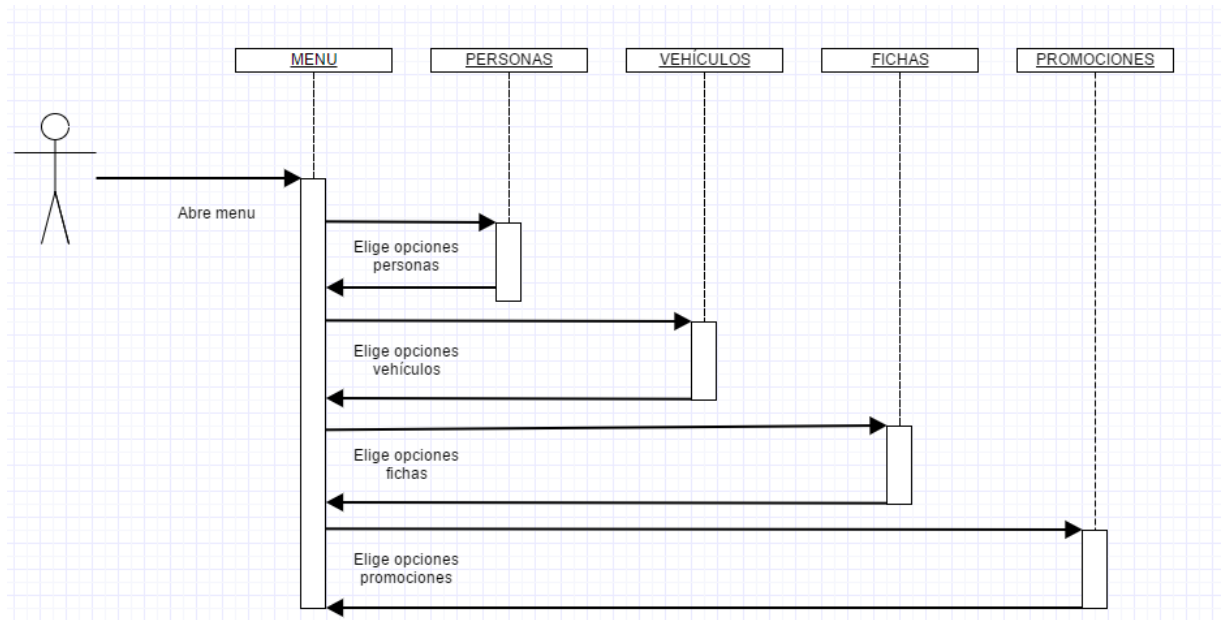 MENU
PERSONAS
VEHÍCULOS
FICHAS
PROMOCIONES
Abre menu
Elige opciones
personas
Elige opciones
vehículos
Elige opciones
fichas
Elige opciones
promociones